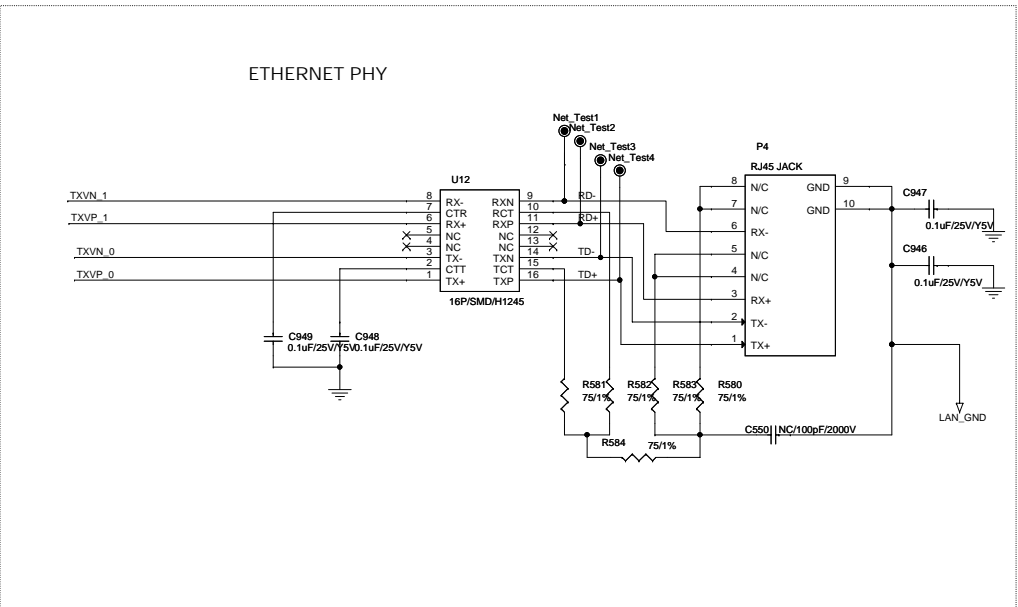 ETHERNET PHY
Net_Test1
Net_Test2
Net_Test3
Net_Test4
P4
RJ45 JACK
U12
TXVN_1
8 RX- RXN 9 RD-
7 CTR RCT 10
TXVP_1
6 RX+ RXP 11 RD+
5 NC NC 12
4 NC NC 13
TXVN_0
3 TX- TXN 14 TD-
2 CTT TCT 15
TXVP_0
1 TX+ TXP 16 TD+
16P/SMD/H1245
8 N/C GND 9
7 N/C GND 10
6 RX-
5 N/C
4 N/C
3 RX+
2 TX-
1 TX+
C947
0.1uF/25V/Y5V
C946
0.1uF/25V/Y5V
C949
0.1uF/25V/Y5V
C948
0.1uF/25V/Y5V
R581
75/1%
R582
75/1%
R583
75/1%
R580
75/1%
LAN_GND
C550 NC/100pF/2000V
R584
75/1%